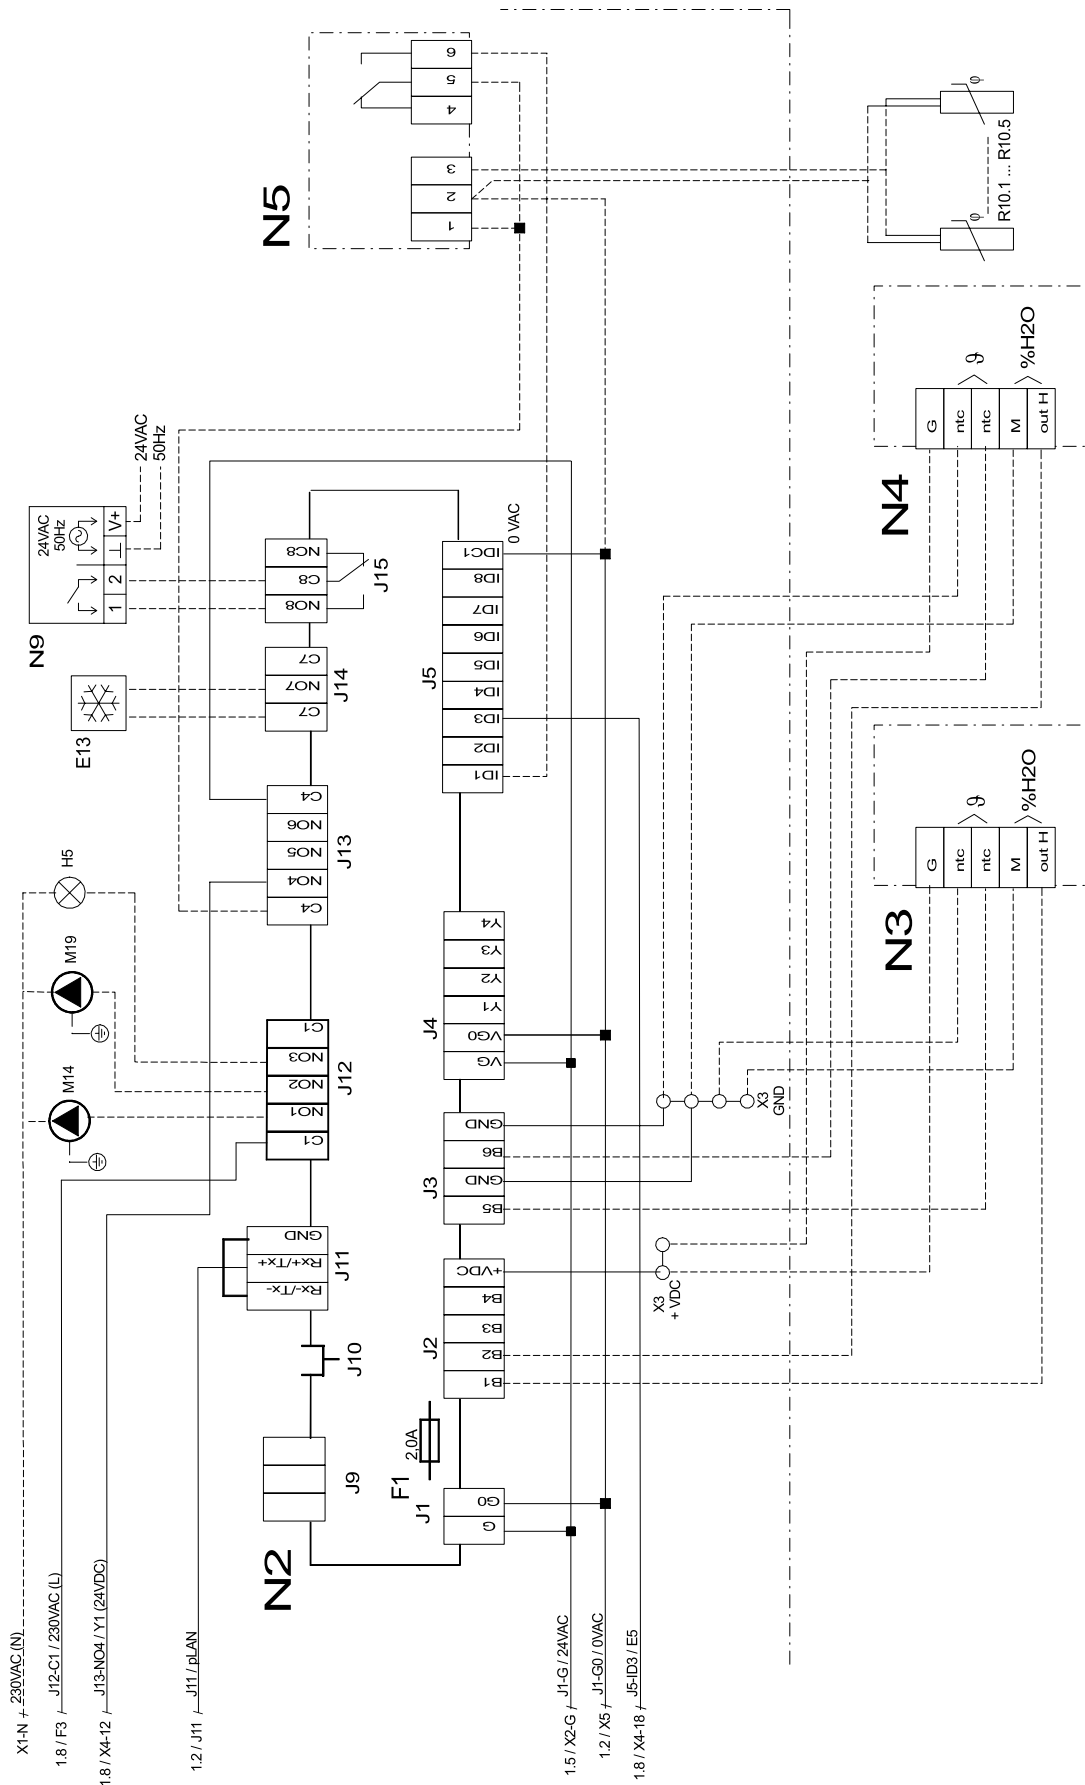 N5
6
5
4
3
2
1
φ
φ
R10.1 ... R10.5
24VAC
50Hz
24VAC
50Hz
V+
⊥
2
1
N9
E13
NC8
C8
NO8
J15
C7
NO7
C7
J14
C4
NO6
NO5
NO4
C4
J13
H5
M19
M14
C1
NO3
NO2
NO1
C1
J12
GND
Rx+/Tx+
Rx-/Tx-
J11
J10
J9
N2
0 VAC
IDC1
ID8
ID7
ID6
ID5
ID4
ID3
ID2
ID1
J5
Y4
Y3
Y2
Y1
VG0
VG
J4
GND
B6
GND
B5
J3
+VDC
B4
B3
B2
B1
J2
2,0A
F1
G0
G
J1
X3
GND
X3
+ VDC
N4
G
ntc
ntc
M
out H
ϑ
%H2O
N3
G
ntc
ntc
M
out H
ϑ
%H2O
X1-N / 230VAC (N)
1.8 / F3 / J12-C1 / 230VAC (L)
1.8 / X4-12 / J13-NO4 / Y1 (24VDC)
1.2 / J11 / J11 / pLAN
1.5 / X2-G / J1-G / 24VAC
1.2 / X5 / J1-G0 / 0VAC
1.8 / X4-18 / J5-ID3 / E5